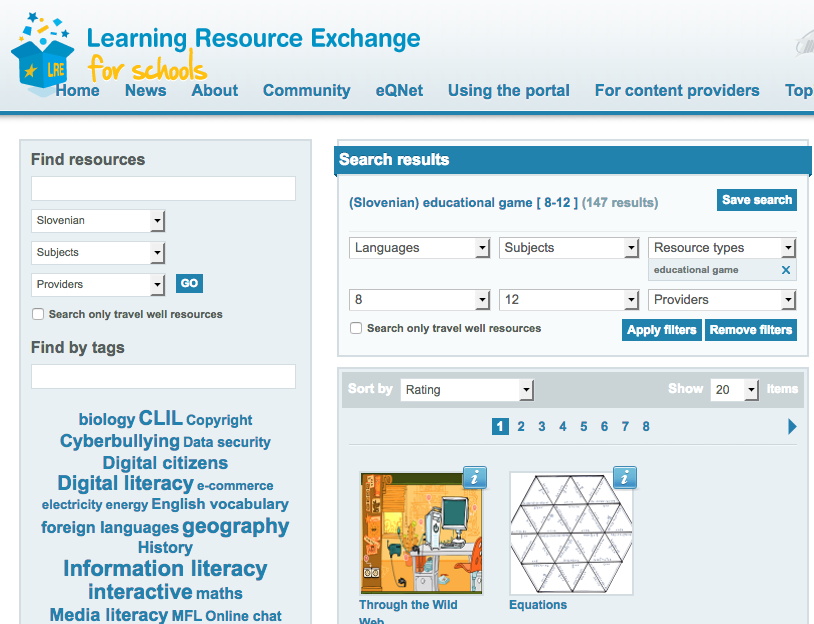 Learning Resource Exchange
for schools
LRE
Home News About Community eQNet Using the portal For content providers Top
Find resources
Slovenian
Subjects
Providers
GO
Search only travel well resources
Find by tags
biology CLIL Copyright
Cyberbullying Data security
Digital citizens
Digital literacy e-commerce
electricity energy English vocabulary
foreign languages geography
History
Information literacy
interactive maths
Media literacy MFL Online chat
Search results
(Slovenian) educational game [ 8-12 ] (147 results)
Save search
Languages Subjects Resource types
educational game X
8 12 Providers
Search only travel well resources
Apply filters Remove filters
Sort by Rating Show 20 Items
1 2 3 4 5 6 7 8
i i
Through the Wild
Web
Equations